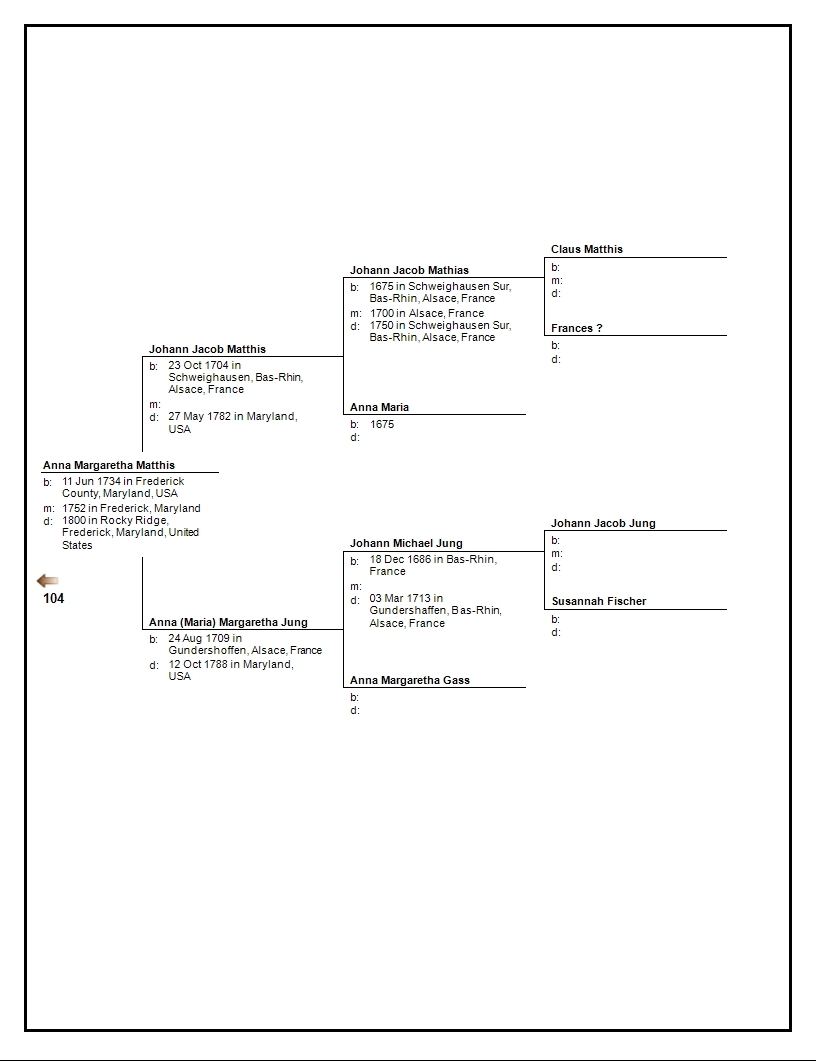 Claus Matthis
b:
m:
d:
Johann Jacob Mathias
b: 1675 in Schweighausen Sur,
Bas-Rhin, Alsace, France
m: 1700 in Alsace, France
d: 1750 in Schweighausen Sur,
Bas-Rhin, Alsace, France
Frances ?
b:
d:
Johann Jacob Matthis
b: 23 Oct 1704 in
Schweighausen, Bas-Rhin,
Alsace, France
m:
d: 27 May 1782 in Maryland,
USA
Anna Maria
b: 1675
d:
Anna Margaretha Matthis
b: 11 Jun 1734 in Frederick
County, Maryland, USA
m: 1752 in Frederick, Maryland
d: 1800 in Rocky Ridge,
Frederick, Maryland, United
States
104
Johann Jacob Jung
b:
m:
d:
Johann Michael Jung
b: 18 Dec 1686 in Bas-Rhin,
France
m:
d: 03 Mar 1713 in
Gundershaffen, Bas-Rhin,
Alsace, France
Susannah Fischer
b:
d:
Anna (Maria) Margaretha Jung
b: 24 Aug 1709 in
Gundershoffen, Alsace, France
d: 12 Oct 1788 in Maryland,
USA
Anna Margaretha Gass
b:
d: